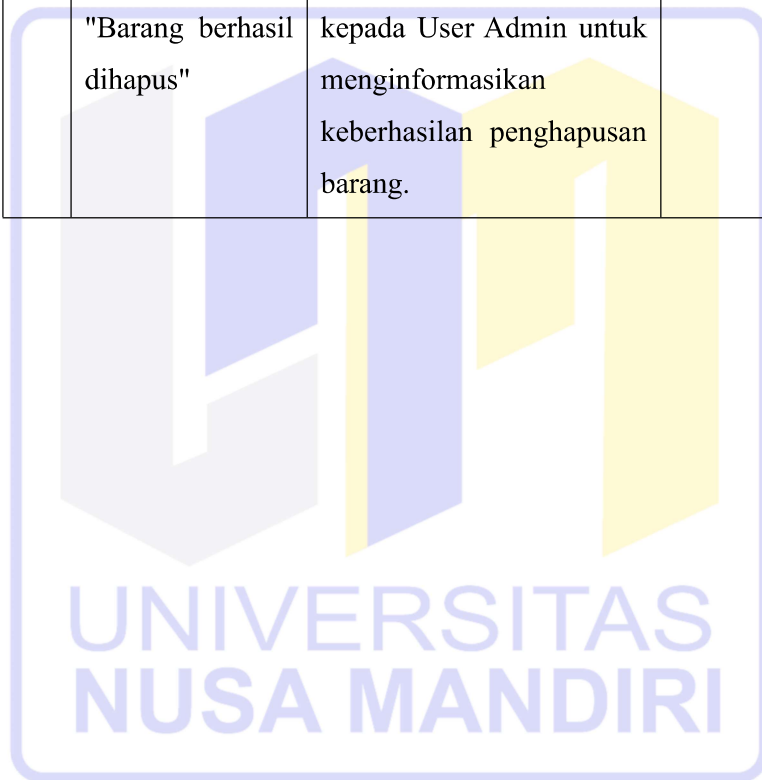 "Barang berhasil
dihapus"
kepada User Admin untuk
menginformasikan
keberhasilan penghapusan
barang.
UNIVERSITAS
NUSA MANDIRI